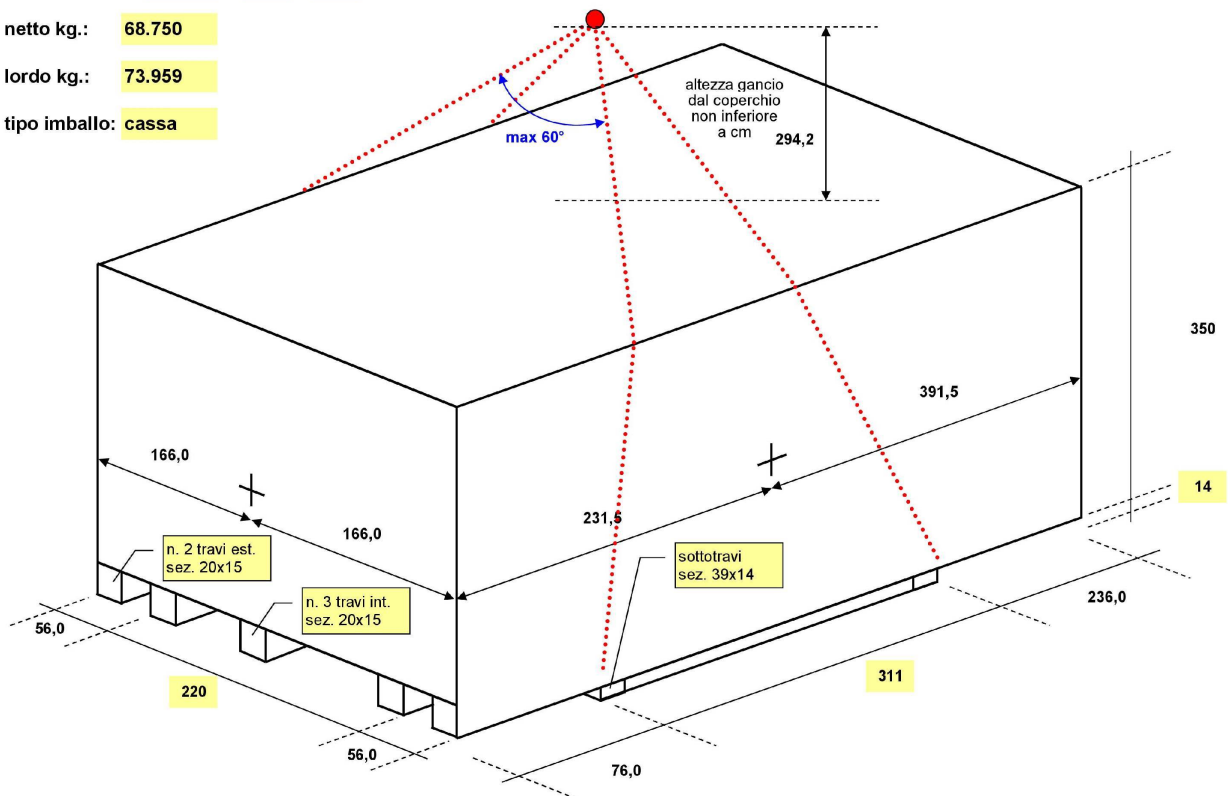 netto kg.: 68.750
lordo kg.: 73.959
tipo imballo: cassa
max 60°
altezza gancio
dal coperchio
non inferiore
a cm
294,2
350
391,5
166,0
14
231,5
166,0
n. 2 travi est.
sez. 20x15
sottotravi
sez. 39x14
n. 3 travi int.
sez. 20x15
236,0
56,0
311
220
56,0
76,0